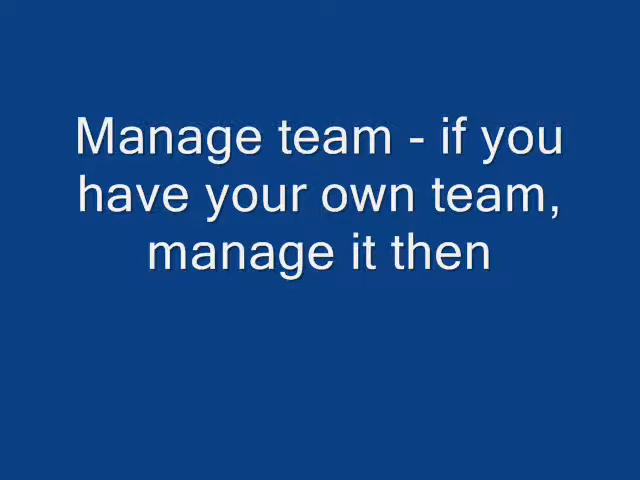 Manage team - if you
have your own team,
manage it then